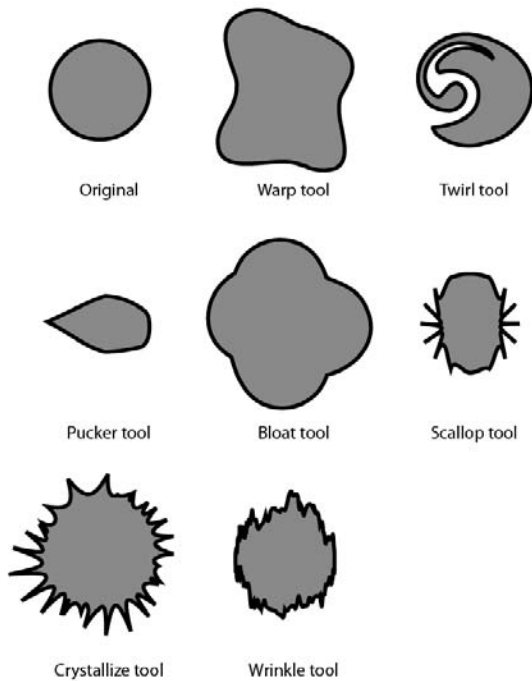 Original
Warp tool
Twirl tool
Pucker tool
Bloat tool
Scallop tool
Crystallize tool
Wrinkle tool